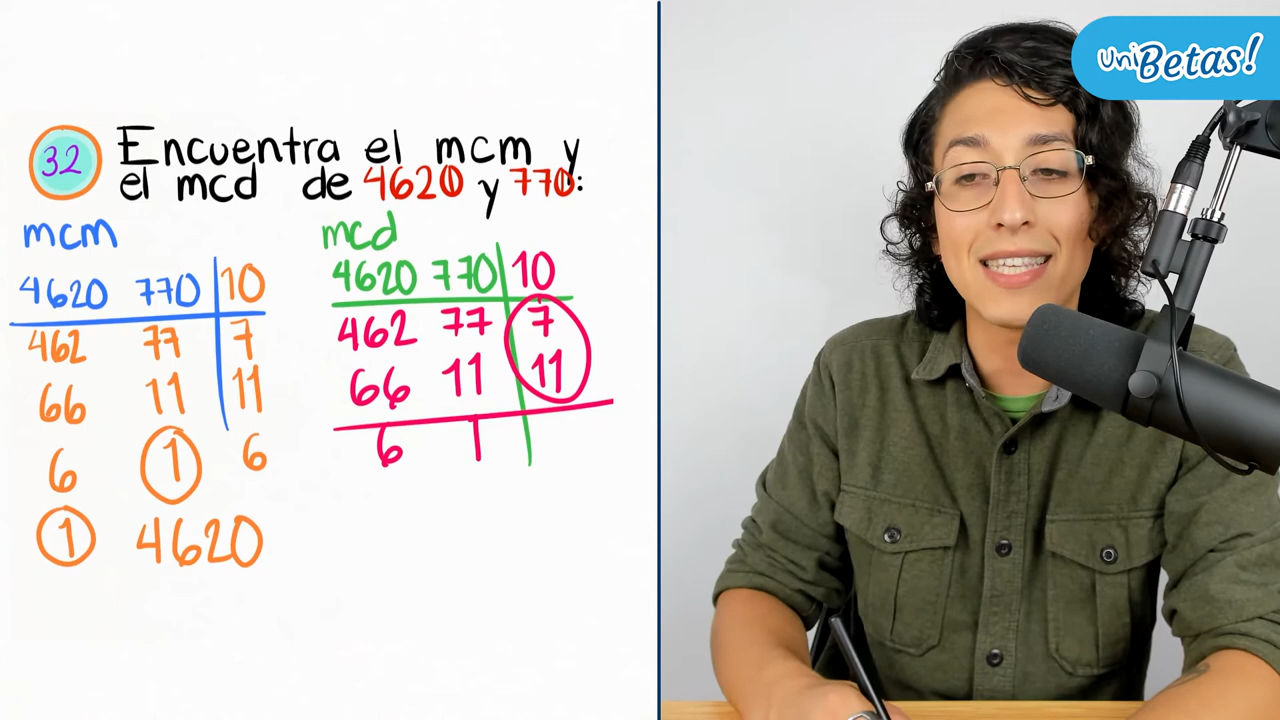 32 Encuentra el mcm y
el mcd de 4620 y 770:
mcm
4620 770 10
462 77 7
66 11 11
6 1 6
1 4620
mcd
4620 770 10
462 77 7
66 11 11
6 1
UniBetas!